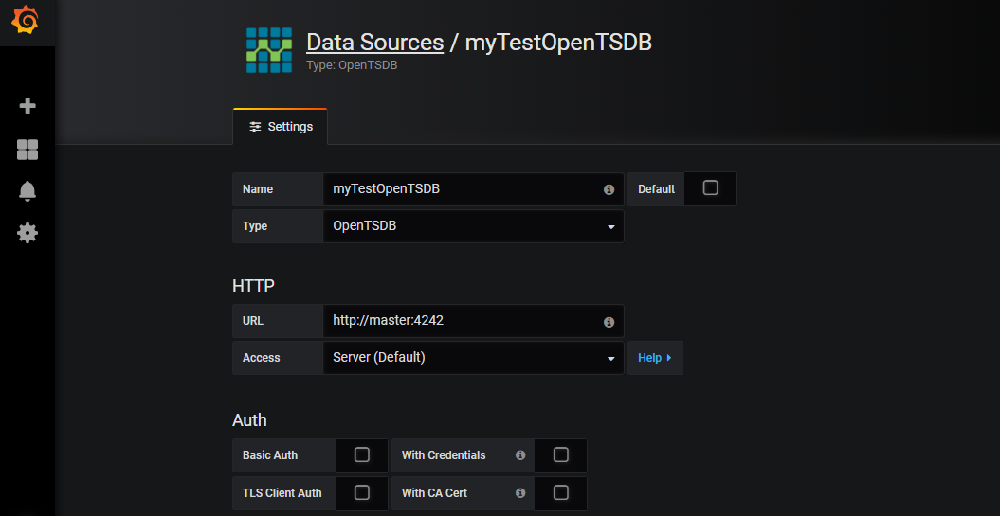 Data Sources / myTestOpenTSDB
Type: OpenTSDB
Settings
Name myTestOpenTSDB Default
Type OpenTSDB
HTTP
URL http://master:4242
Access Server (Default) Help
Auth
Basic Auth With Credentials
TLS Client Auth With CA Cert